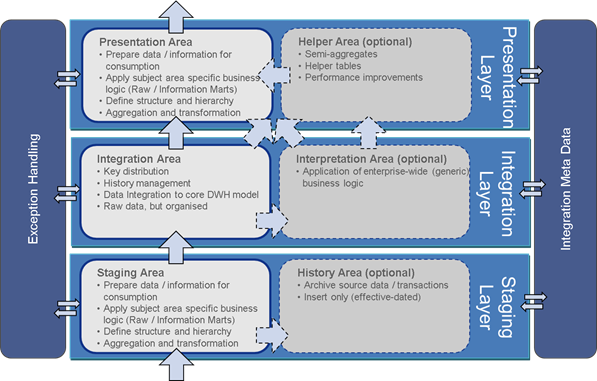 Exception Handling
Presentation Area
• Prepare data / information for
consumption
• Apply subject area specific business
logic (Raw / Information Marts)
• Define structure and hierarchy
• Aggregation and transformation
Helper Area (optional)
• Semi-aggregates
• Helper tables
• Performance improvements
Presentation
Layer
Integration Area
• Key distribution
• History management
• Data Integration to core DWH model
• Raw data, but organised
Interpretation Area (optional)
• Application of enterprise-wide (generic)
business logic
Integration
Layer
Staging Area
• Prepare data / information for
consumption
• Apply subject area specific business
logic (Raw / Information Marts)
• Define structure and hierarchy
• Aggregation and transformation
History Area (optional)
• Archive source data / transactions
• Insert only (effective-dated)
Staging
Layer
Integration Meta Data